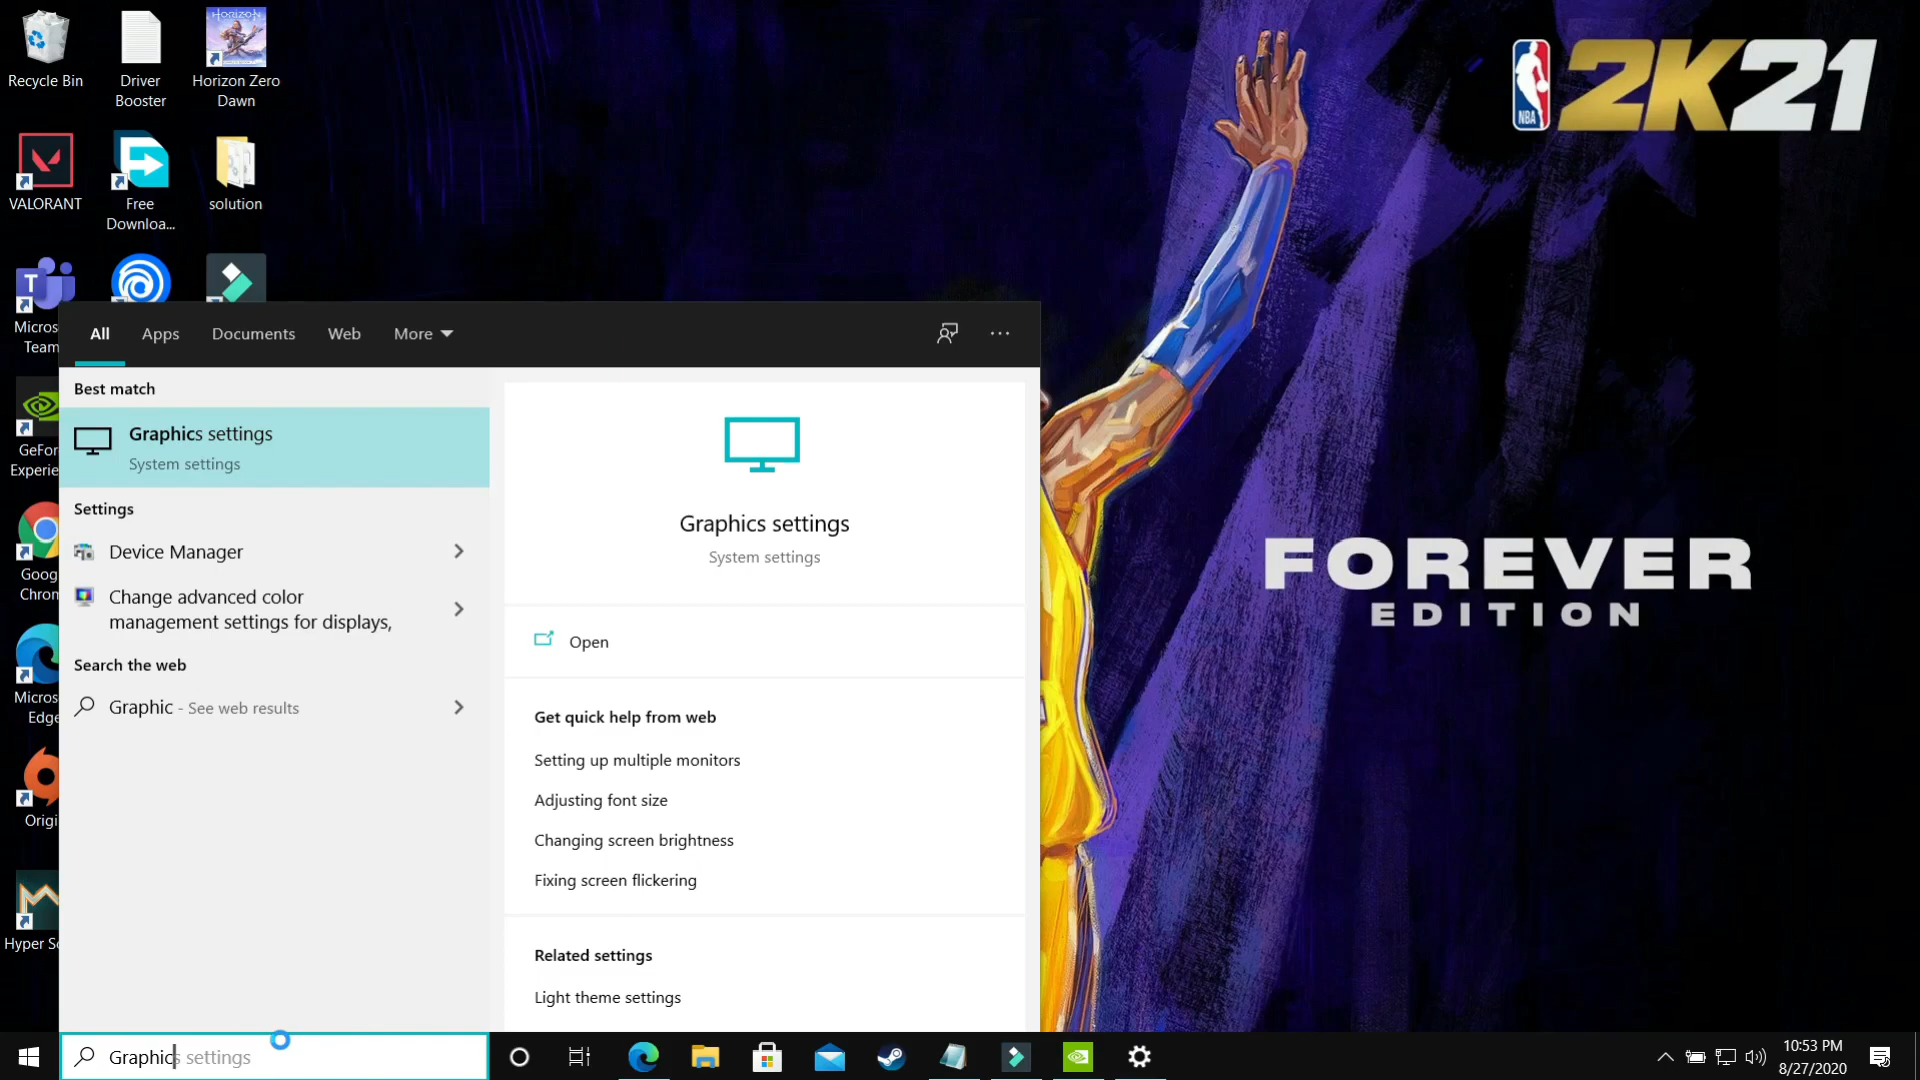 Recycle Bin
Driver
Booster
HORIZON
Horizon Zero
Dawn
VALORANT
Free
Downloa...
solution
NBA 2K21
T
Micros
Team
All
Apps
Documents
Web
More
Best match
Graphics settings
System settings
Settings
Device Manager
Change advanced color
management settings for displays,
Search the web
Graphic - See web results
GeFor
Experie
Goog
Chrom
Micros
Edge
Origi
Hyper Sc
Graphics settings
System settings
Open
Get quick help from web
Setting up multiple monitors
Adjusting font size
Changing screen brightness
Fixing screen flickering
Related settings
Light theme settings
FOREVER
EDITION
Graphics settings
10:53 PM
8/27/2020